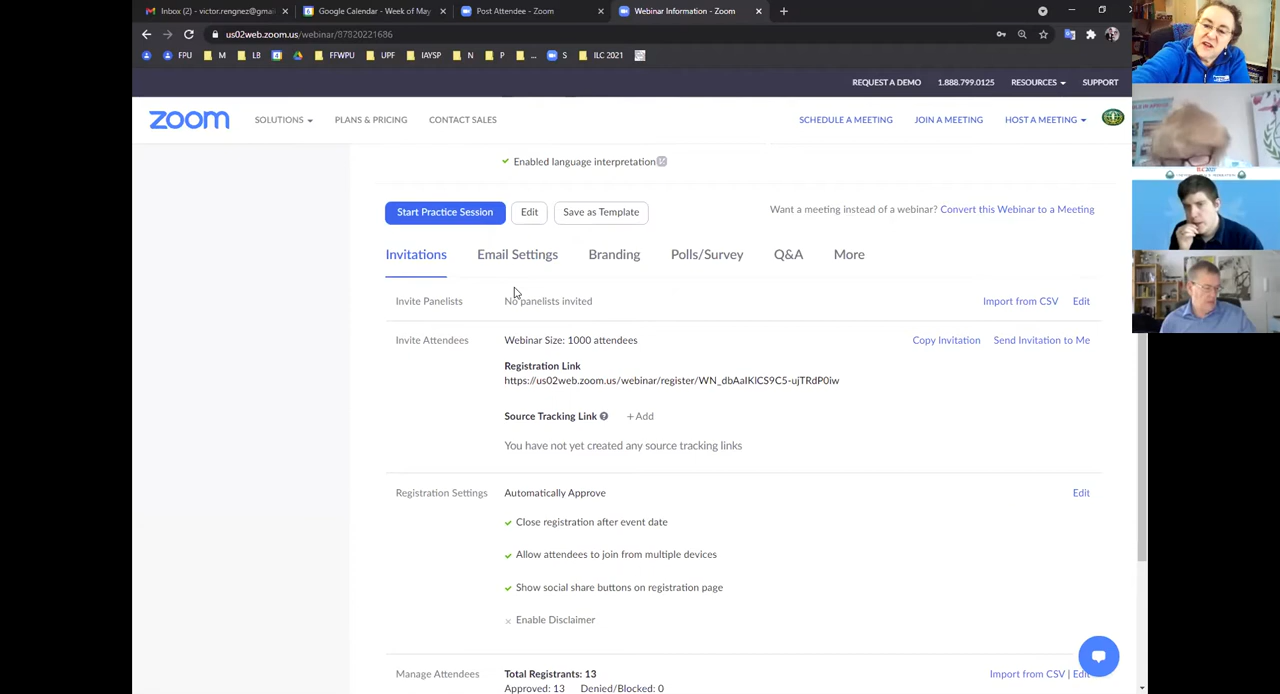 Inbox (2) - victor.rengnez@gmai
Google Calendar - Week of May
Post Attendee - Zoom
Webinar Information - Zoom
us02web.zoom.us/webinar/87820221686
FPU M LB FFWPU UPF IAYSP N P ... S ILC 2021
REQUEST A DEMO 1.888.799.0125 RESOURCES SUPPORT
zoom SOLUTIONS PLANS & PRICING CONTACT SALES SCHEDULE A MEETING JOIN A MEETING HOST A MEETING
Enabled language interpretation
ILC 2021
Start Practice Session Edit Save as Template Want a meeting instead of a webinar? Convert this Webinar to a Meeting
Invitations Email Settings Branding Polls/Survey Q&A More
Invite Panelists No panelists invited Import from CSV Edit
Invite Attendees Webinar Size: 1000 attendees Copy Invitation Send Invitation to Me
Registration Link
https://us02web.zoom.us/webinar/register/WN_dbAaIKlCS9C5-ujTRdP0iw
Source Tracking Link + Add
You have not yet created any source tracking links
Registration Settings Automatically Approve Edit
Close registration after event date
Allow attendees to join from multiple devices
Show social share buttons on registration page
Enable Disclaimer
Manage Attendees Total Registrants: 13 Import from CSV | Edit
Approved: 13 Denied/Blocked: 0